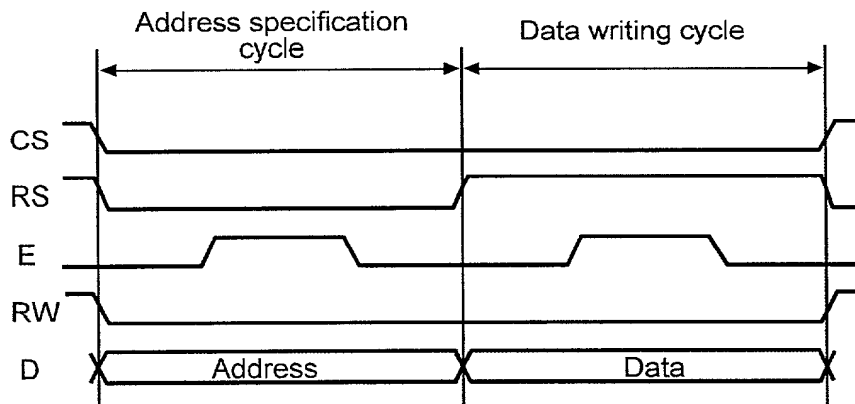 Address specification
cycle
Data writing cycle
CS
RS
E
RW
D
Address
Data